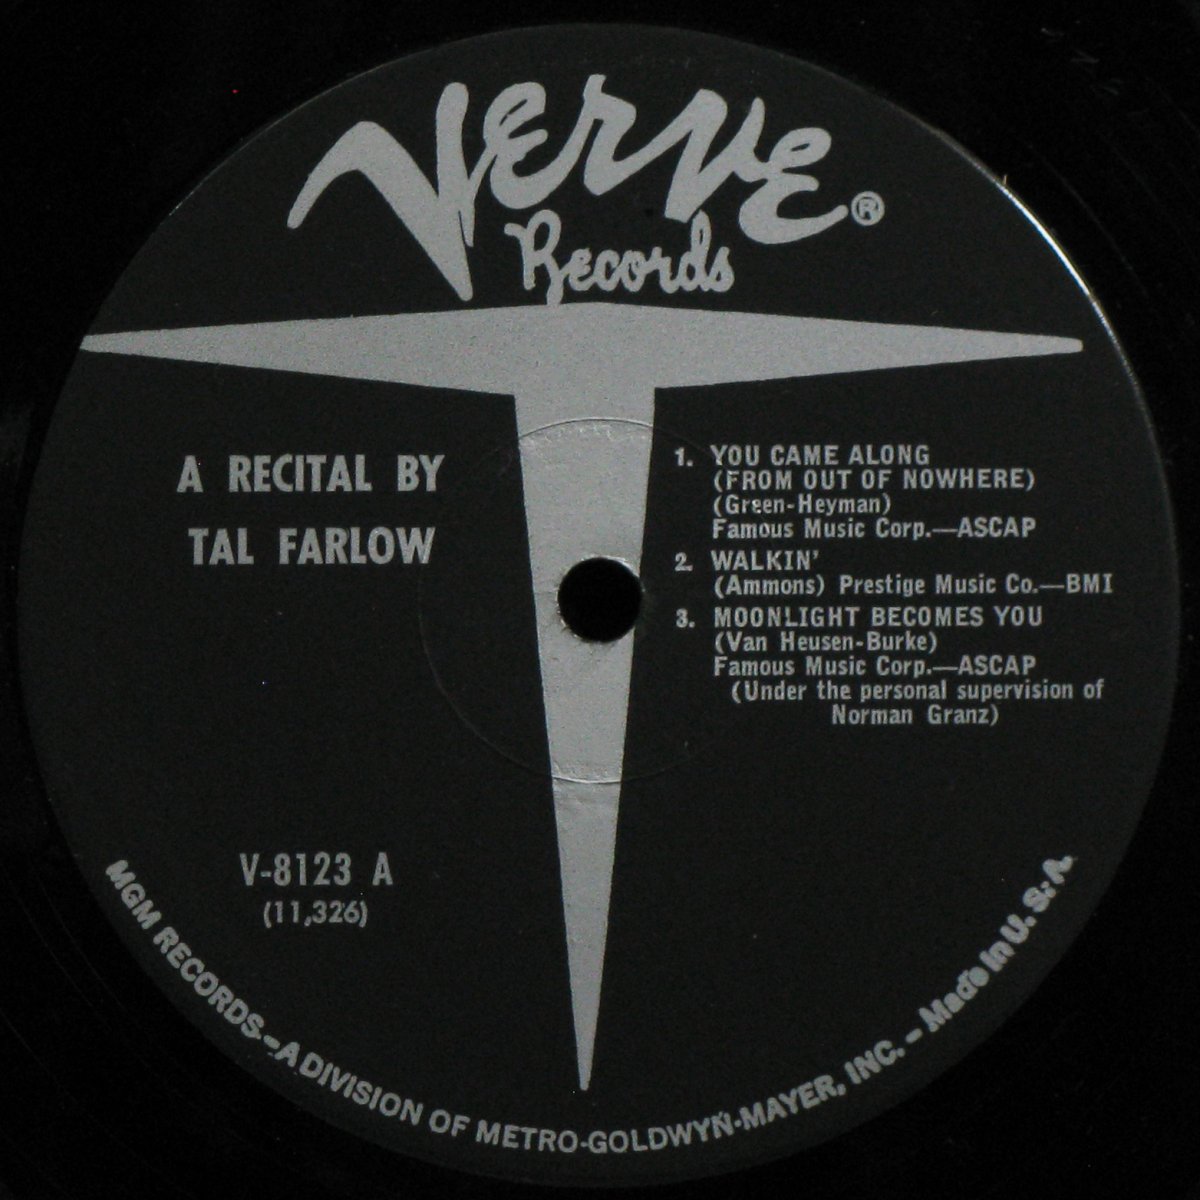 Verve®
Records
A RECITAL BY
TAL FARLOW
1. YOU CAME ALONG
(FROM OUT OF NOWHERE)
(Green-Heyman)
Famous Music Corp.—ASCAP
2. WALKIN'
(Ammons) Prestige Music Co.—BMI
3. MOONLIGHT BECOMES YOU
(Van Heusen-Burke)
Famous Music Corp.—ASCAP
(Under the personal supervision of
Norman Granz)
V-8123 A
(11,326)
MGM RECORDS – A DIVISION OF METRO-GOLDWYN-MAYER, INC. – Made in U. S. A.